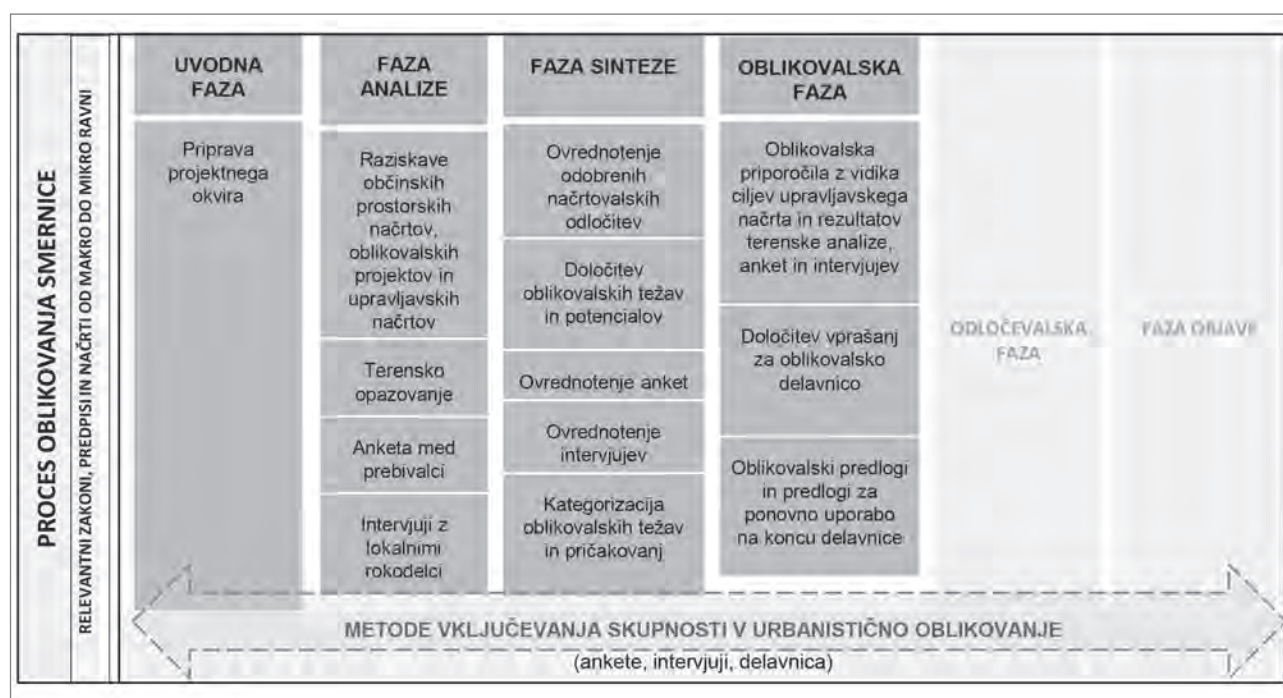 PROCES OBLIKOVANJA SMERNICE
RELEVANTNI ZAKONI, PREDPISI IN NAČRTI OD MAKRO DO MIKRO RAVNI
UVODNA
FAZA
Priprava
projektnega
okvira
FAZA
ANALIZE
Raziskave
občinskih
prostorskih
načrtov,
oblikovalskih
projektov in
upravljavskih
načrtov
Terensko
opazovanje
Anketa med
prebivalci
Intervjuji z
lokalnimi
rokodelci
FAZA SINTEZE
Ovrednotenje
odobrenih
načrtovalskih
odločitev
Določitev
oblikovalskih težav
in potencialov
Ovrednotenje anket
Ovrednotenje
intervjujev
Kategorizacija
oblikovalskih težav
in pričakovanj
OBLIKOVALSKA
FAZA
Oblikovalska
priporočila z vidika
ciljev upravljavskega
načrta in rezultatov
terenske analize,
anket in intervjujev
Določitev vprašanj
za oblikovalsko
delavnico
Oblikovalski predlogi
in predlogi za
ponovno uporabo
na koncu delavnice
ODLOČEVALSKA
FAZA
FAZA OBJAVE
METODE VKLJUČEVANJA SKUPNOSTI V URBANISTIČNO OBLIKOVANJE
(ankete, intervjuji, delavnica)